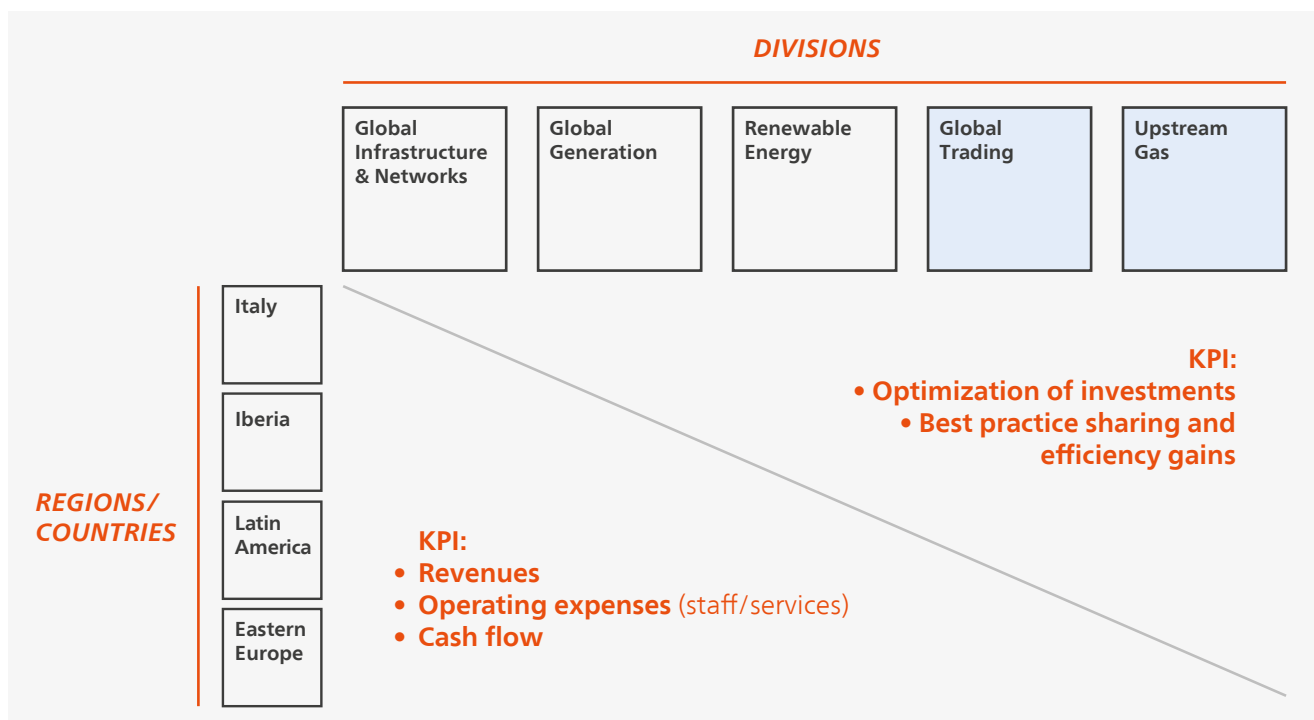 DIVISIONS
Global
Infrastructure
& Networks
Global
Generation
Renewable
Energy
Global
Trading
Upstream
Gas
REGIONS/
COUNTRIES
Italy
Iberia
Latin
America
Eastern
Europe
KPI:
• Optimization of investments
• Best practice sharing and
efficiency gains
KPI:
• Revenues
• Operating expenses (staff/services)
• Cash flow